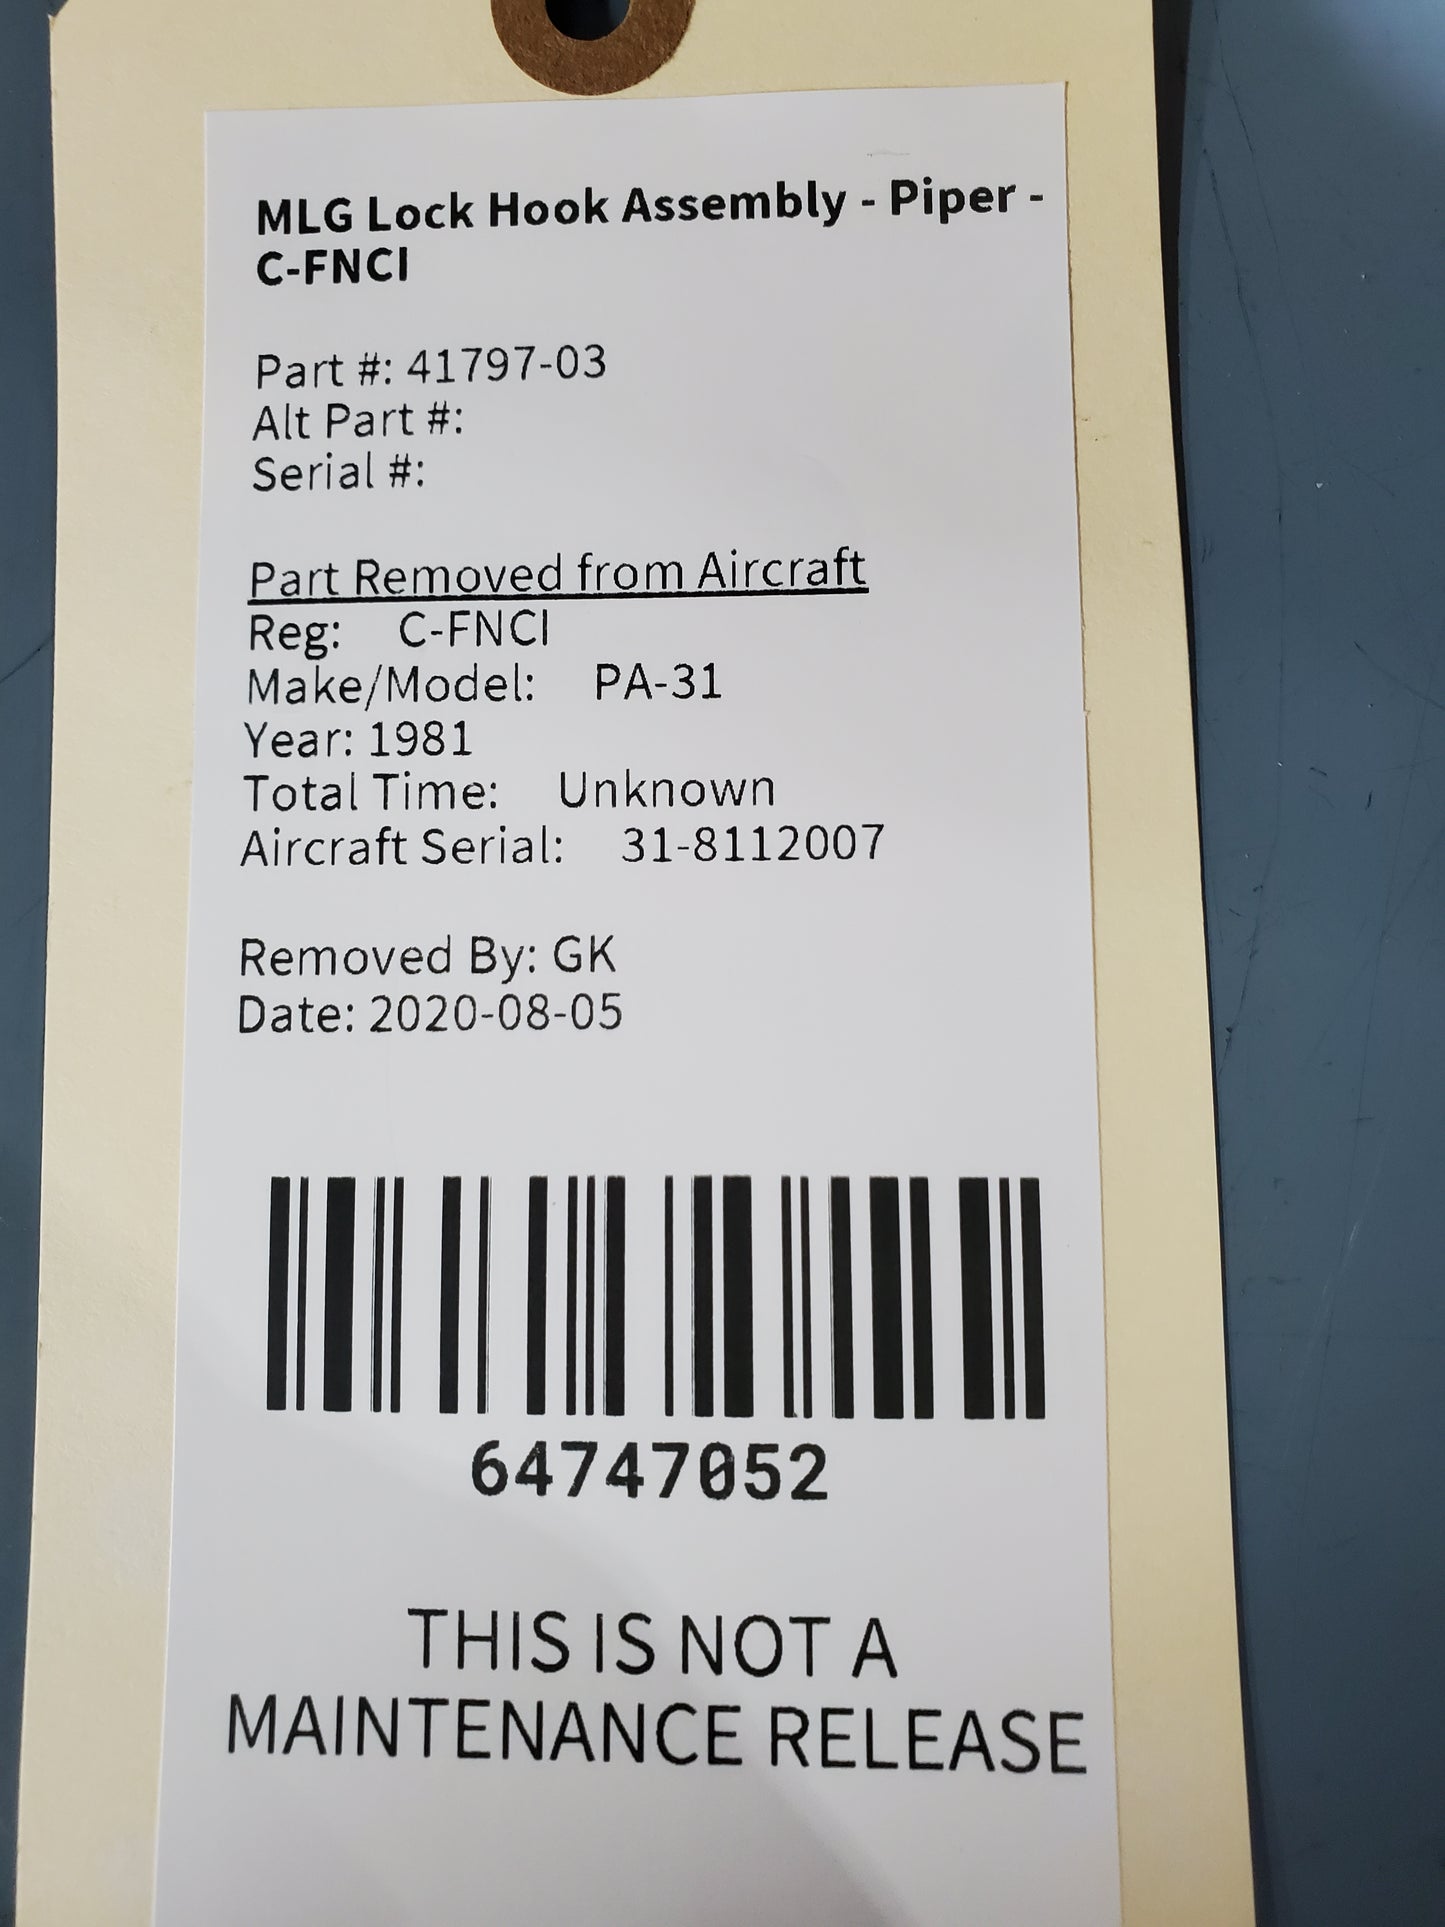 MLG Lock Hook Assembly - Piper -
C-FNCI
Part #: 41797-03
Alt Part #:
Serial #:
Part Removed from Aircraft
Reg: C-FNCI
Make/Model: PA-31
Year: 1981
Total Time: Unknown
Aircraft Serial: 31-8112007
Removed By: GK
Date: 2020-08-05
64747052
THIS IS NOT A
MAINTENANCE RELEASE